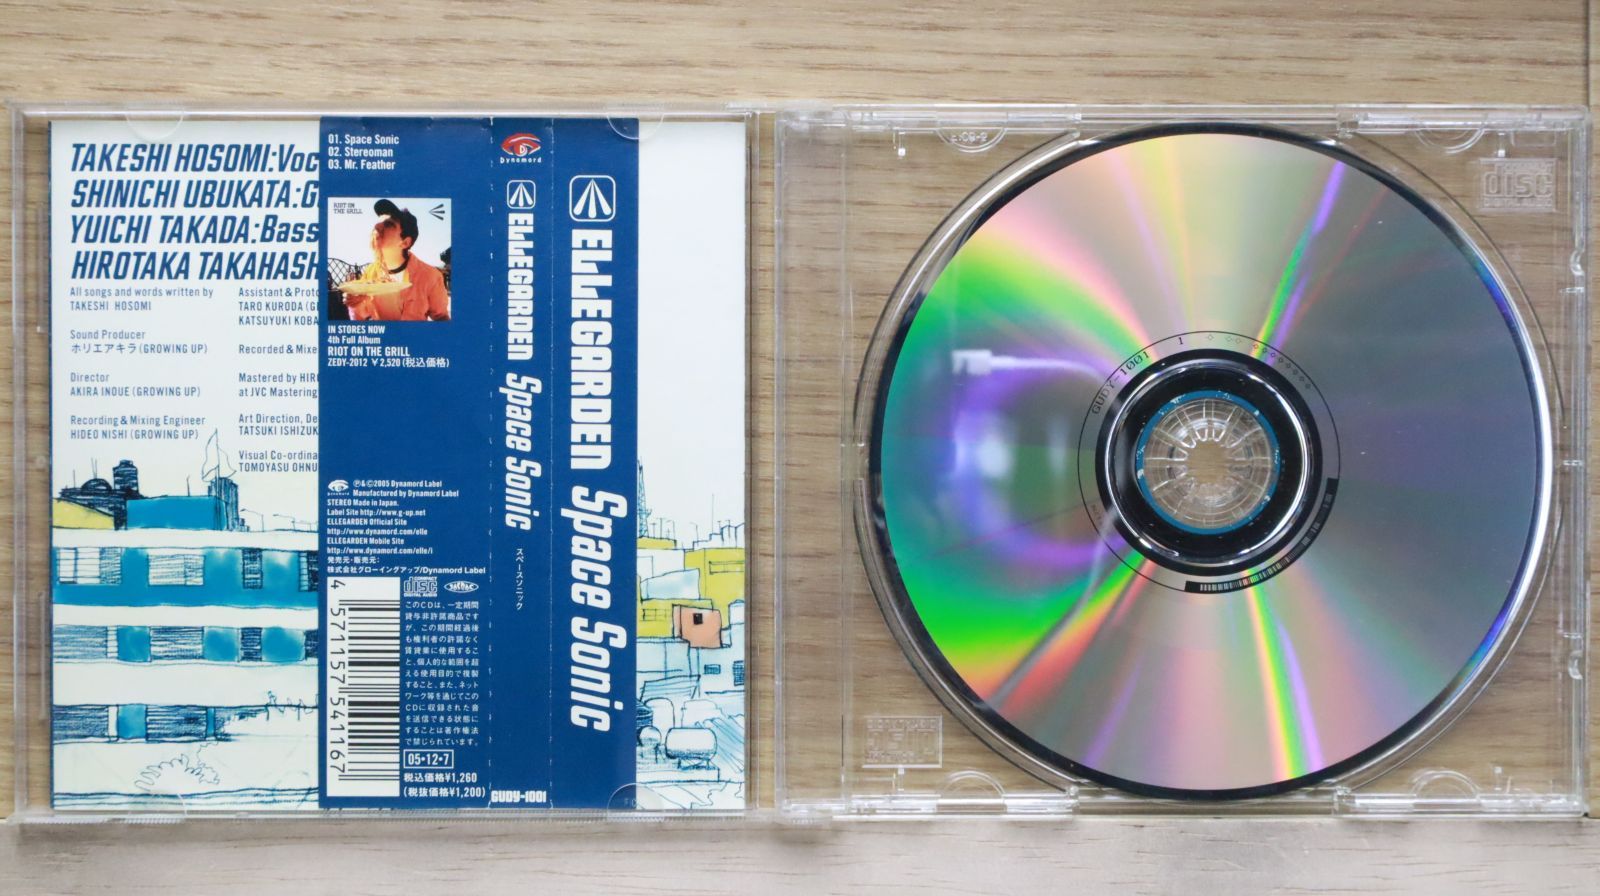 TAKESHI HOSOMI:Voc
SHINICHI UBUKATA:G
YUICHI TAKADA:Bass
HIROTAKA TAKAHASH
All songs and words written by
TAKESHI HOSOMI
Sound Producer
ホリエアキラ(GROWING UP)
Director
AKIRA INOUE (GROWING UP)
Recording & Mixing Engineer
HIDEO NISHI (GROWING UP)
Assistant & Proto
TARO KURODA (G
KATSUYUKI KOBA
Recorded & Mixe
Mastered by HIR
at JVC Mastering
Art Direction, De
TATSUKI ISHIZUK
Visual Co-ordina
TOMOYASU OHNU
01. Space Sonic
02. Stereoman
03. Mr. Feather
RIOT ON
THE GRILL
IN STORES NOW
4th Full Album
RIOT ON THE GRILL
ZEDY-2012 ¥2,520(税込価格)
Ⓟ&Ⓒ2005 Dynamord Label
Manufactured by Dynamord Label
STEREO Made in Japan.
Label Site http://www.g-up.net
ELLEGARDEN Official Site
http://www.dynamord.com/elle
ELLEGARDEN Mobile Site
http://www.dynamord.com/elle/i
発売元・販売元:
株式会社グローイングアップ/Dynamord Label
COMPACT
disc
DIGITAL AUDIO
4 571157 541167
このCDは、一定期間
貸与非許諾商品です
が、この期間経過後
も権利者の許諾なく
賃貸業に使用するこ
と、個人的な範囲を超
える使用目的で複製
すること、また、ネット
ワーク等を通じてこの
CDに収録された音
を送信できる状態に
することは著作権法
で禁じられています。
05・12・7
税込価格¥1,260
(税抜価格¥1,200)
Dynamord
ELLEGARDEN Space Sonic
スペースソニック
GUDY-1001
ELLEGARDEN Space Sonic
GUDY-1001 1
disc
DIGITAL AUDIO